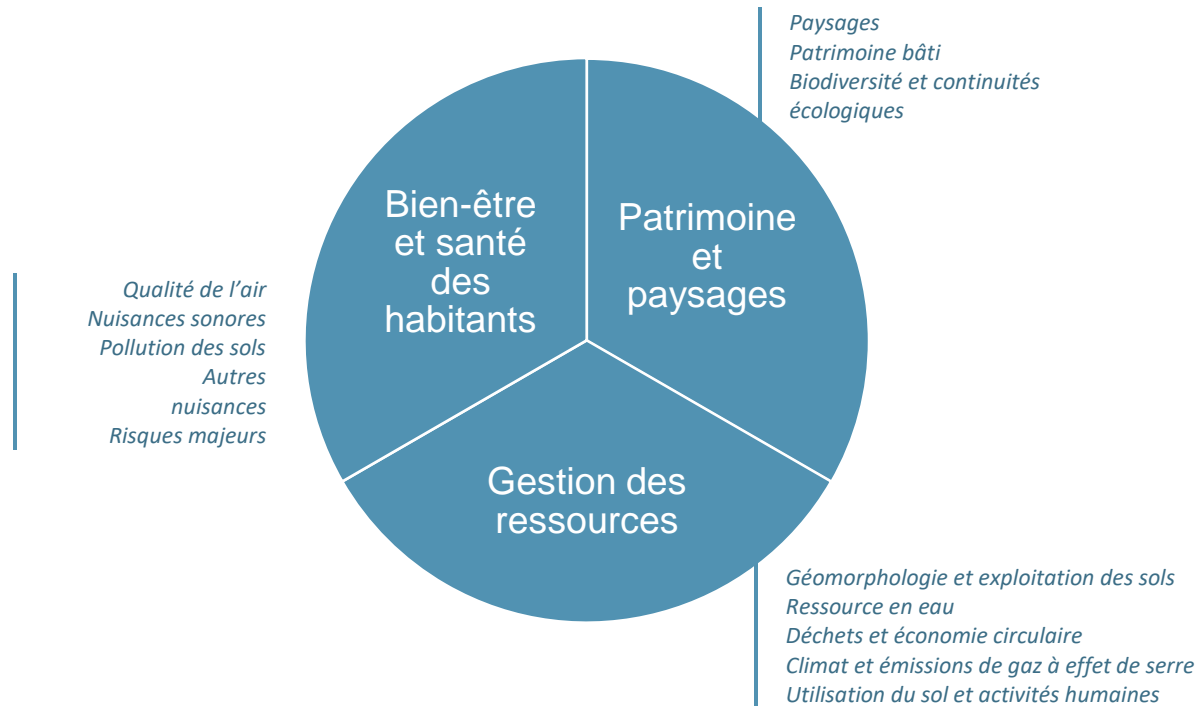 Paysages
Patrimoine bâti
Biodiversité et continuités
écologiques
Bien-être
et santé
des
habitants
Patrimoine
et
paysages
Qualité de l’air
Nuisances sonores
Pollution des sols
Autres
nuisances
Risques majeurs
Gestion des
ressources
Géomorphologie et exploitation des sols
Ressource en eau
Déchets et économie circulaire
Climat et émissions de gaz à effet de serre
Utilisation du sol et activités humaines